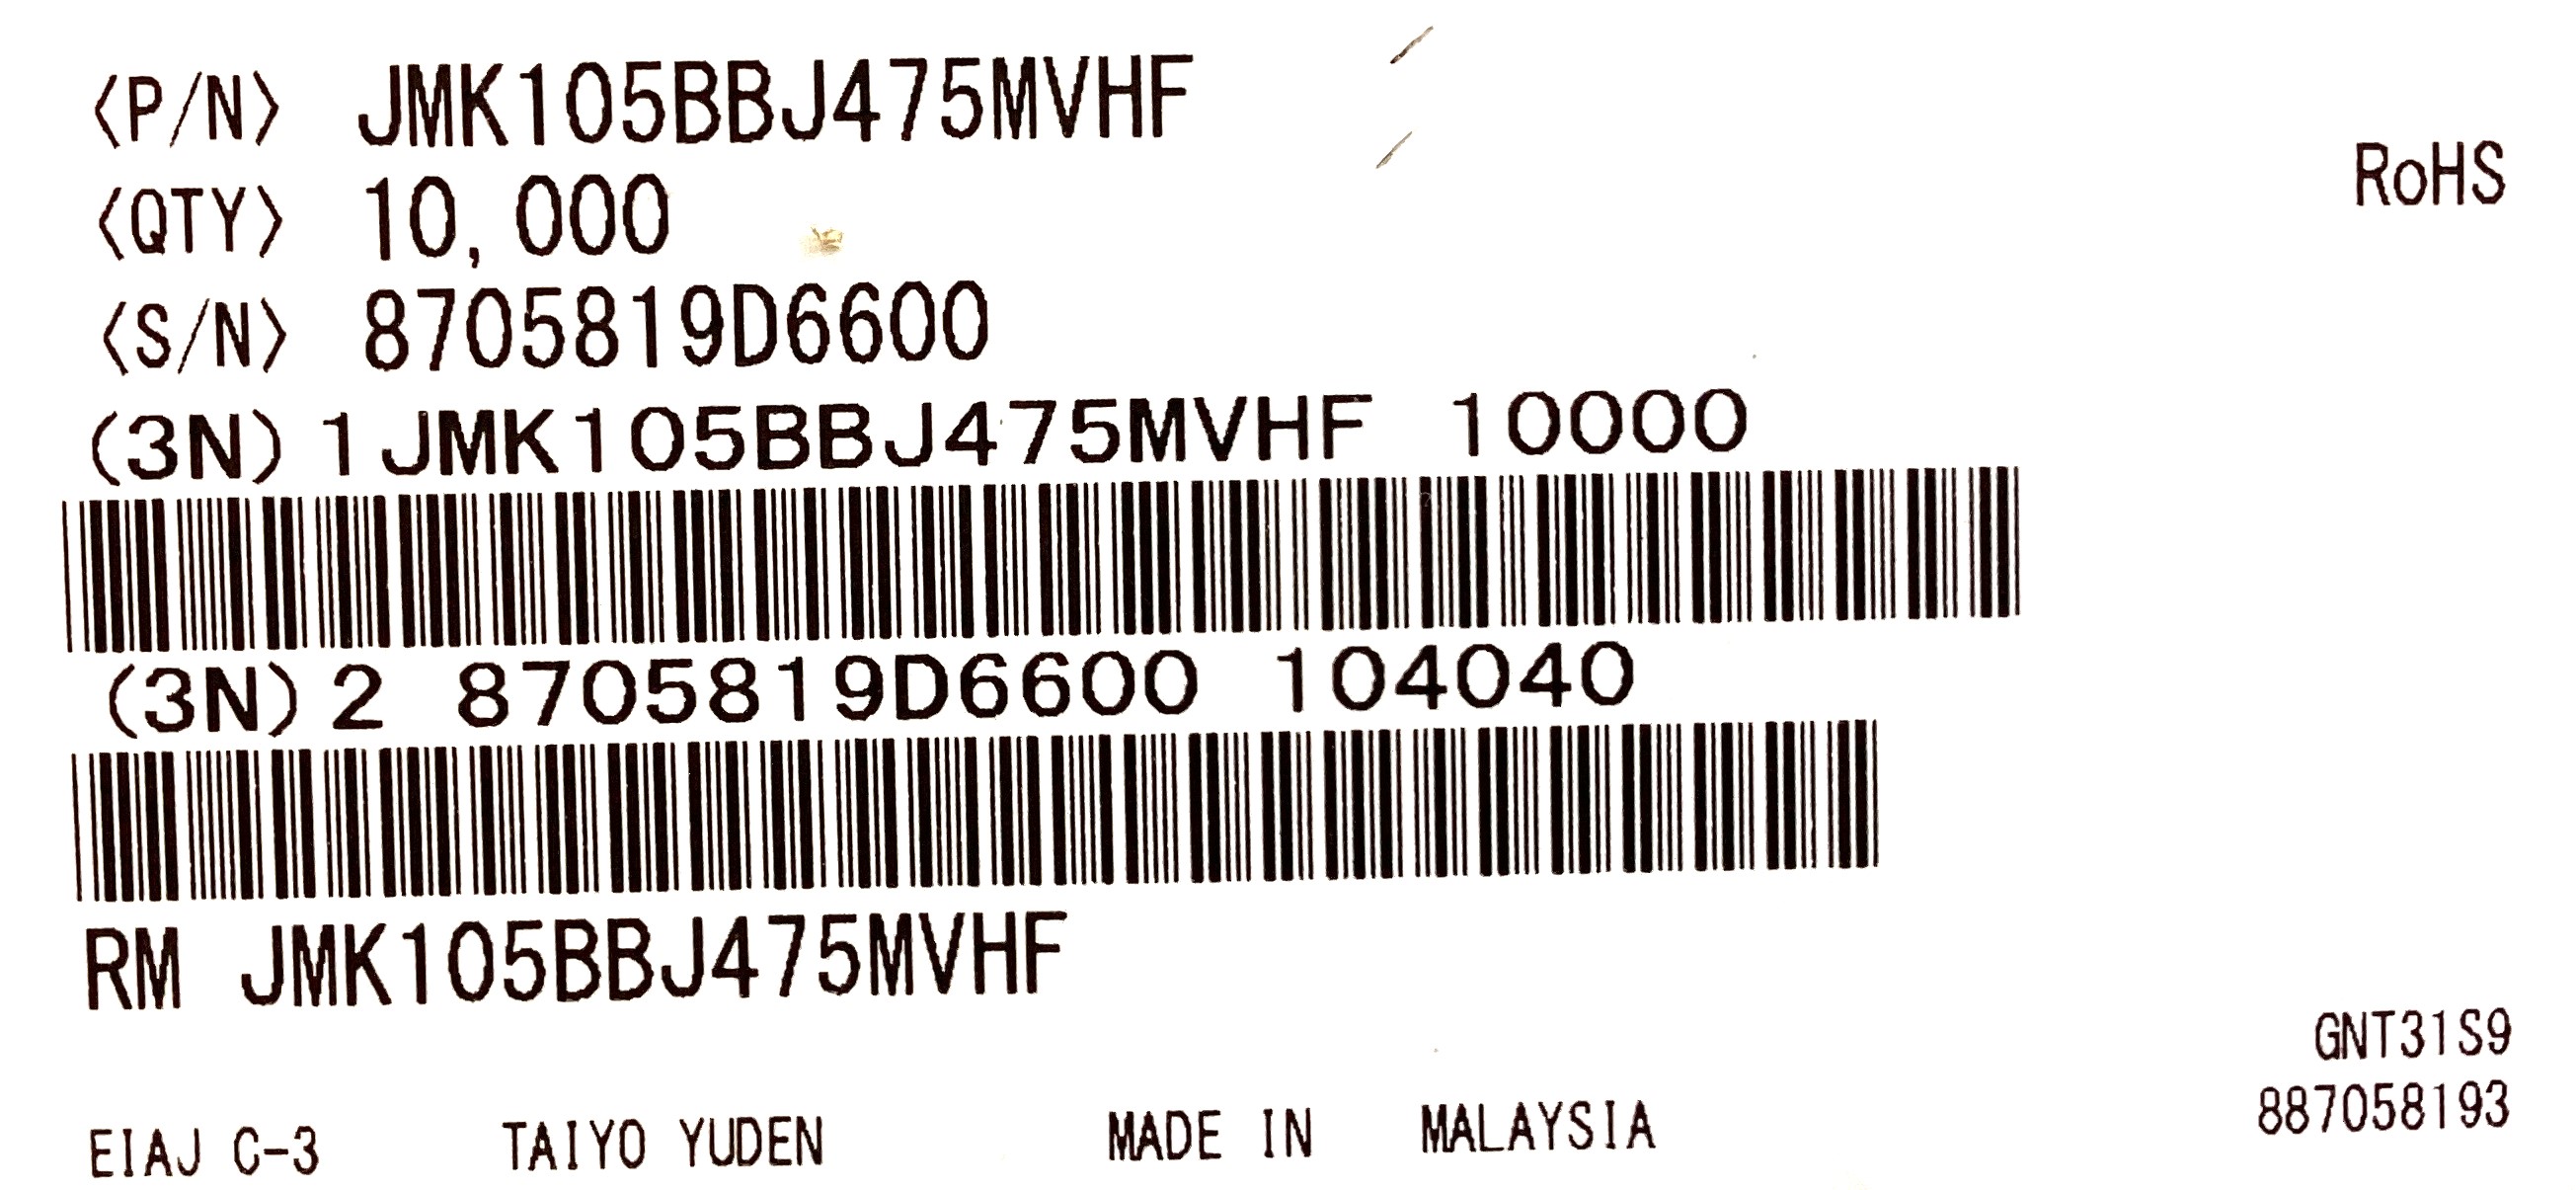 〈P/N〉 JMK105BBJ475MVHF
RoHS
〈QTY〉 10,000
〈S/N〉 8705819D6600
(3N)1JMK105BBJ475MVHF 10000
(3N)2 8705819D6600 104040
RM JMK105BBJ475MVHF
GNT31S9
887058193
EIAJ C-3 TAIYO YUDEN MADE IN MALAYSIA